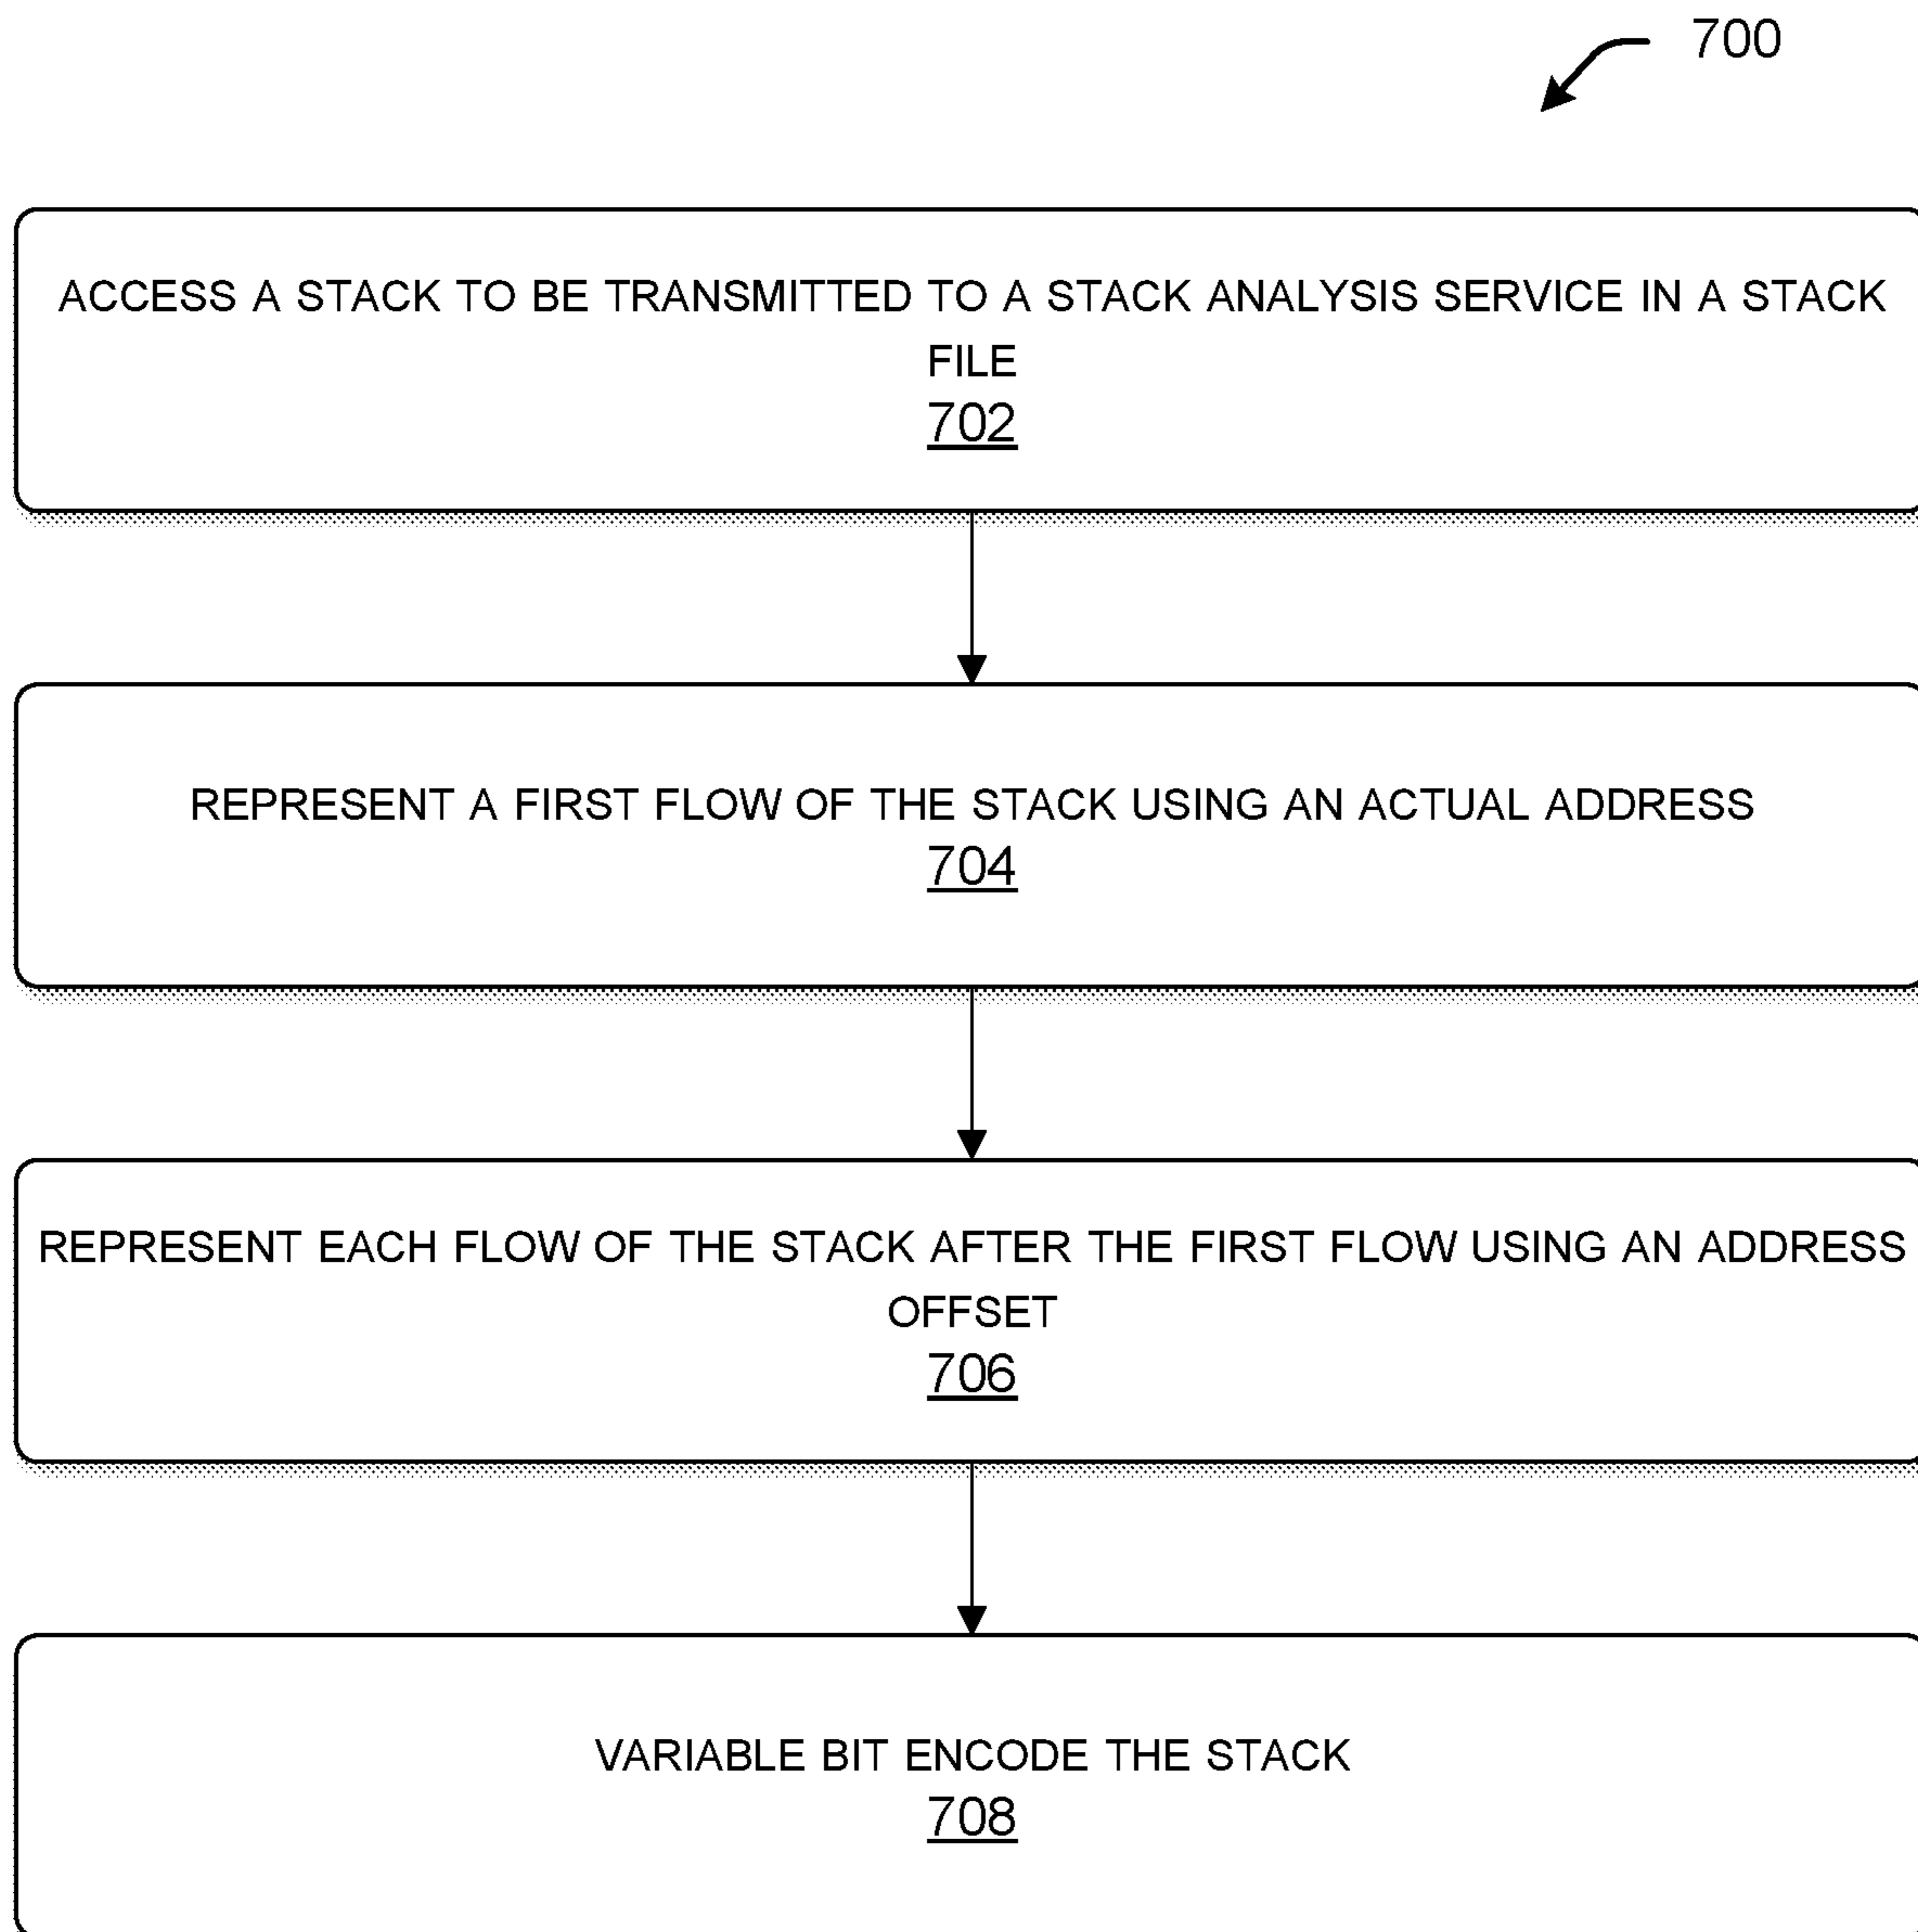 700
ACCESS A STACK TO BE TRANSMITTED TO A STACK ANALYSIS SERVICE IN A STACK
FILE
702
REPRESENT A FIRST FLOW OF THE STACK USING AN ACTUAL ADDRESS
704
REPRESENT EACH FLOW OF THE STACK AFTER THE FIRST FLOW USING AN ADDRESS
OFFSET
706
VARIABLE BIT ENCODE THE STACK
708